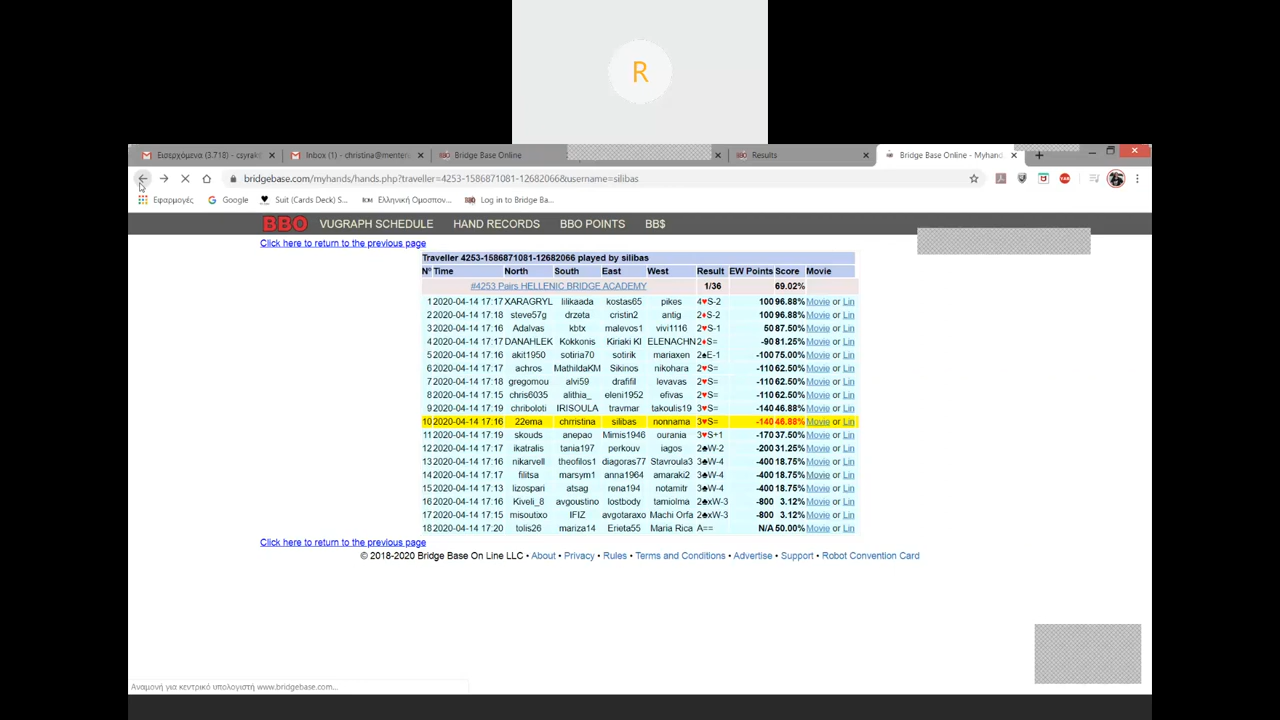 R
Εισερχόμενα (3.718) - csyrak
Inbox (1) - christina@mentera
Bridge Base Online
Results
Bridge Base Online - Myhand
bridgebase.com/myhands/hands.php?traveller=4253-1586871081-12682066&username=silibas
Εφαρμογές Google Suit (Cards Deck) S... Ελληνική Ομοσπον... Log in to Bridge Ba...
BBO VUGRAPH SCHEDULE HAND RECORDS BBO POINTS BB$
Click here to return to the previous page
Traveller 4253-1586871081-12682066 played by silibas
Nº Time North South East West Result EW Points Score Movie
#4253 Pairs HELLENIC BRIDGE ACADEMY 1/36 69.02%
1 2020-04-14 17:17 XARAGRYL lilikaada kostas65 pikes 4♥S-2 100 96.88% Movie or Lin
2 2020-04-14 17:18 steve57g drzeta cristin2 antig 2♦S-2 100 96.88% Movie or Lin
3 2020-04-14 17:16 Adalvas kbtx malevos1 vivi1116 2♥S-1 50 87.50% Movie or Lin
4 2020-04-14 17:17 DANAHLEK Kokkonis Kiriaki KI ELENACHN 2♦S= -90 81.25% Movie or Lin
5 2020-04-14 17:16 akit1950 sotiria70 sotirik mariaxen 2♠E-1 -100 75.00% Movie or Lin
6 2020-04-14 17:17 achros MathildaKM Sikinos nikohara 2♥S= -110 62.50% Movie or Lin
7 2020-04-14 17:18 gregomou alvi59 drafifil levavas 2♥S= -110 62.50% Movie or Lin
8 2020-04-14 17:15 chris6035 alithia_ eleni1952 efivas 2♥S= -110 62.50% Movie or Lin
9 2020-04-14 17:19 chriboloti IRISOULA travmar takoulis19 3♥S= -140 46.88% Movie or Lin
10 2020-04-14 17:16 22ema chrristina silibas nonnama 3♥S= -140 46.88% Movie or Lin
11 2020-04-14 17:19 skouds anepao Mimis1946 ourania 3♥S+1 -170 37.50% Movie or Lin
12 2020-04-14 17:17 ikatralis tania197 perkouv iagos 2♠W-2 -200 31.25% Movie or Lin
13 2020-04-14 17:16 nikarvell theofilos1 diagoras77 Stavroula3 3♠W-4 -400 18.75% Movie or Lin
14 2020-04-14 17:17 filitsa marsym1 anna1964 amaraki2 3♣W-4 -400 18.75% Movie or Lin
15 2020-04-14 17:13 lizospari atsag rena194 notamitr 3♠W-4 -400 18.75% Movie or Lin
16 2020-04-14 17:16 Kiveli_8 avgoustino lostbody tamiolma 2♠xW-3 -800 3.12% Movie or Lin
17 2020-04-14 17:15 misoutixo IFIZ avgotaraxo Machi Orfa 2♠xW-3 -800 3.12% Movie or Lin
18 2020-04-14 17:20 tolis26 mariza14 Erieta55 Maria Rica A== N/A 50.00% Movie or Lin
Click here to return to the previous page
© 2018-2020 Bridge Base On Line LLC • About • Privacy • Rules • Terms and Conditions • Advertise • Support • Robot Convention Card
Αναμονή για κεντρικό υπολογιστή www.bridgebase.com...